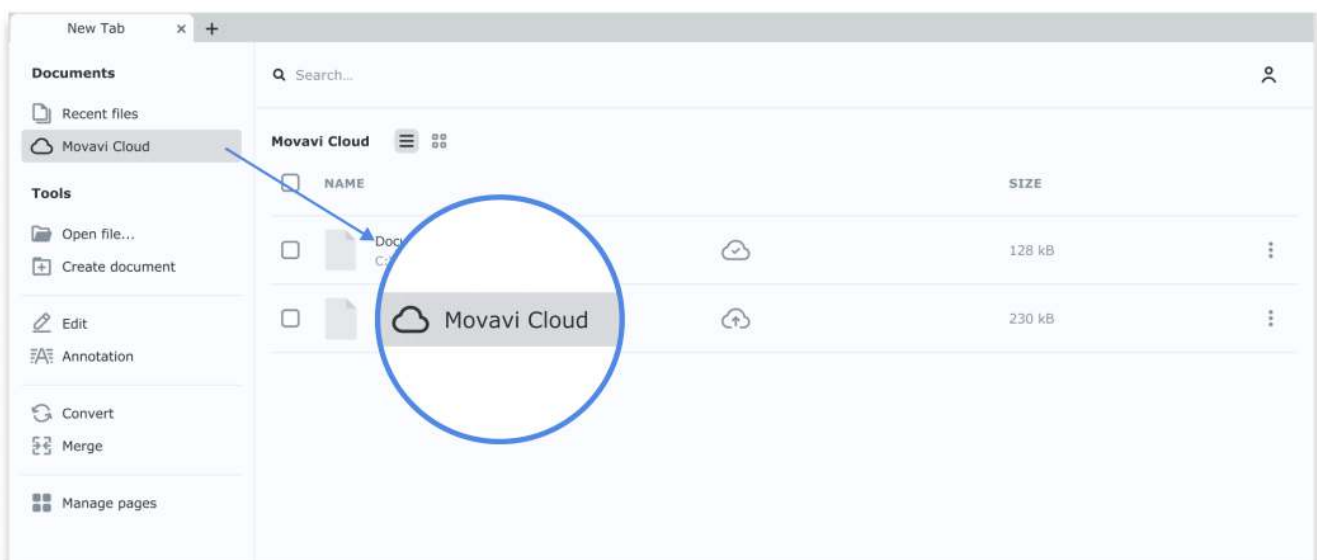 New Tab
Documents
Search...
Recent files
Movavi Cloud
Movavi Cloud
NAME
SIZE
Tools
Open file...
128 kB
Create document
Movavi Cloud
230 kB
Edit
Annotation
Convert
Merge
Manage pages